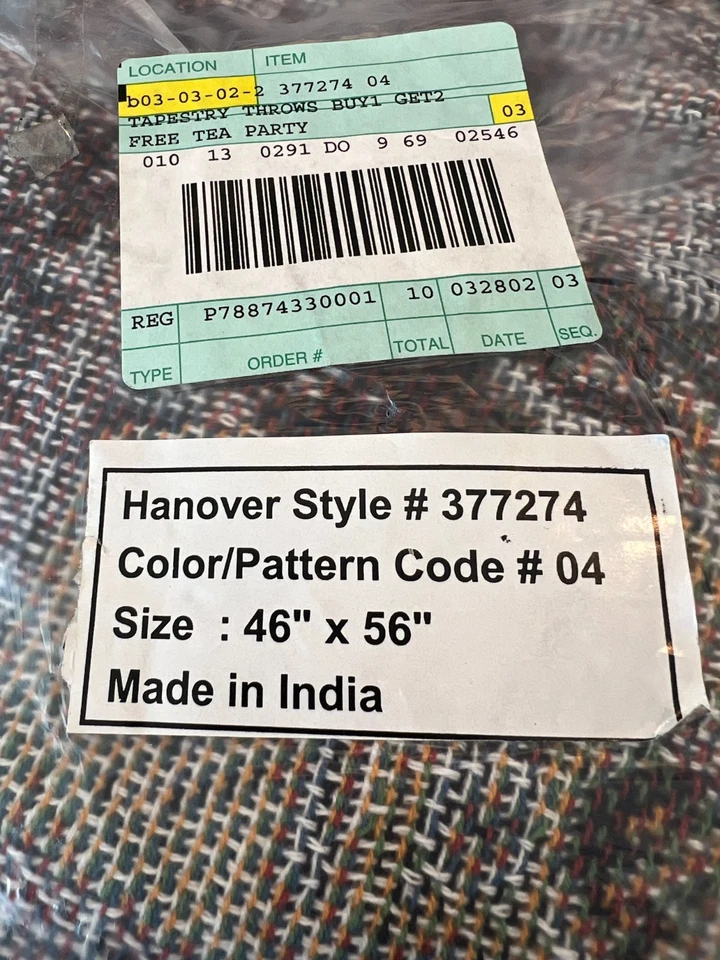 LOCATION ITEM
b03-03-02-2 377274 04
TAPESTRY THROWS BUY1 GET2 03
FREE TEA PARTY
010 13 0291 DO 9 69 02546
REG P78874330001 10 032802 03
TYPE ORDER # TOTAL DATE SEQ.
Hanover Style # 377274
Color/Pattern Code # 04
Size : 46" x 56"
Made in India